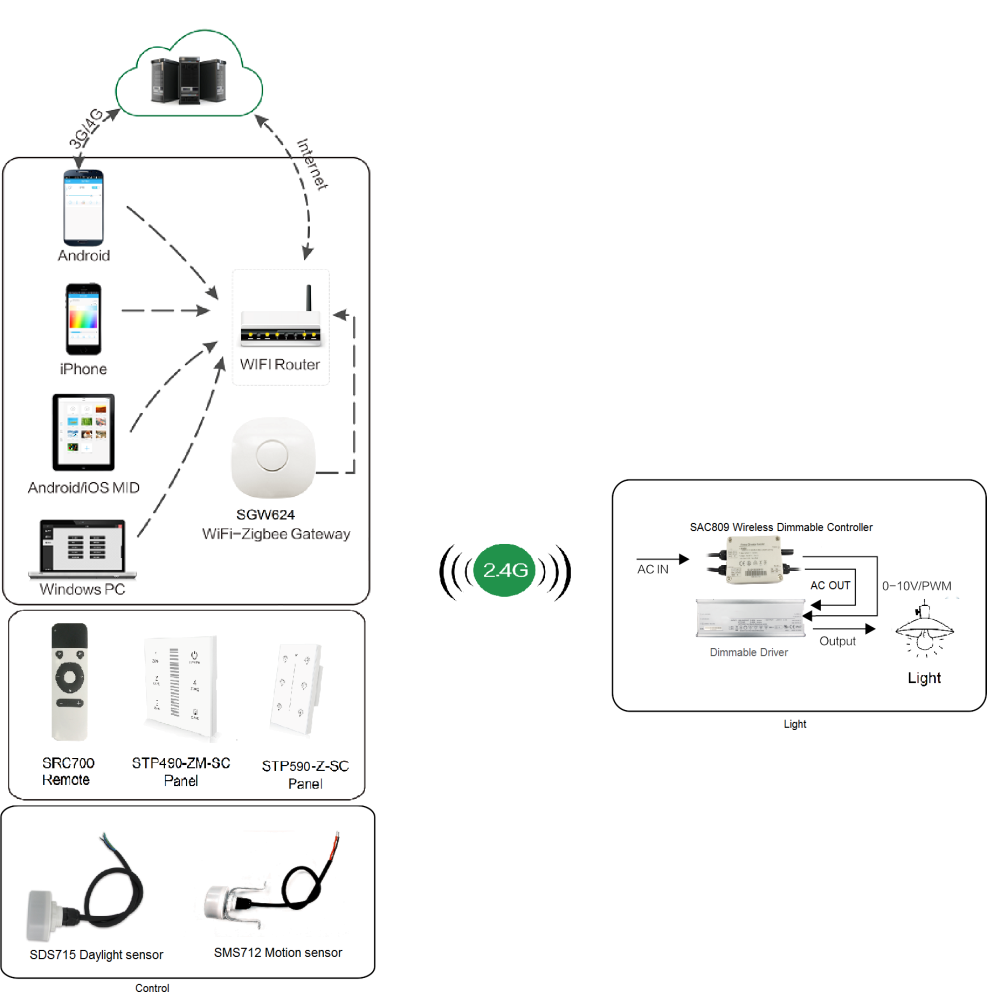 3G/4G
Internet
Android
iPhone
WIFI Router
Android/iOS MID
SGW624
WiFi-Zigbee Gateway
Windows PC
2.4G
SAC809 Wireless Dimmable Controller
AC IN
AC OUT
0-10V/PWM
Dimmable Driver
Output
Light
Light
SRC700
Remote
STP490-ZM-SC
Panel
STP590-Z-SC
Panel
SDS715 Daylight sensor
SMS712 Motion sensor
Control